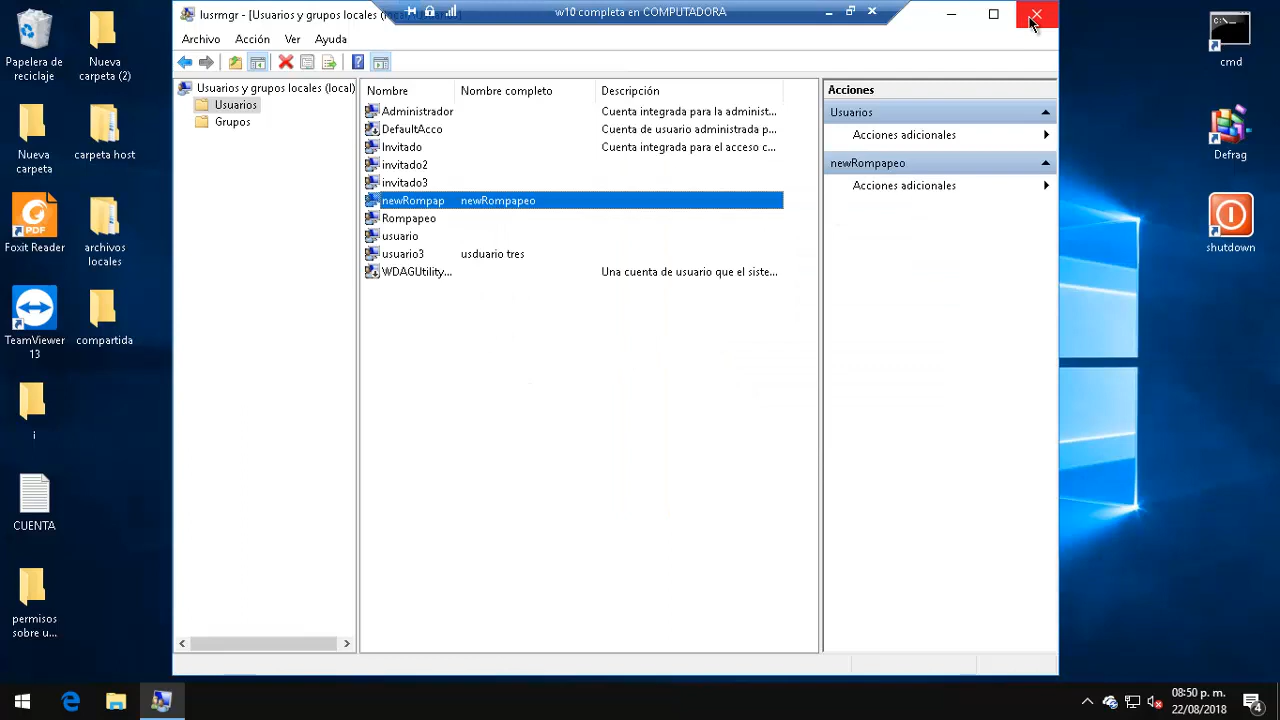 lusrmgr - [Usuarios y grupos locales (
w10 completa en COMPUTADORA
Archivo Acción Ver Ayuda
Usuarios y grupos locales (local)
Usuarios
Grupos
Nombre Nombre completo Descripción
Administrador Cuenta integrada para la administ...
DefaultAcco Cuenta de usuario administrada p...
Invitado Cuenta integrada para el acceso c...
invitado2
invitado3
newRompap newRompapeo
Rompapeo
usuario
usuario3 usduario tres
WDAGUtility... Una cuenta de usuario que el siste...
Acciones
Usuarios
Acciones adicionales
newRompapeo
Acciones adicionales
Papelera de
reciclaje
Nueva
carpeta (2)
Nueva
carpeta
carpeta host
PDF
Foxit Reader
archivos
locales
TeamViewer
13
compartida
i
CUENTA
permisos
sobre u...
C:\_
cmd
Defrag
shutdown
08:50 p. m.
22/08/2018
4